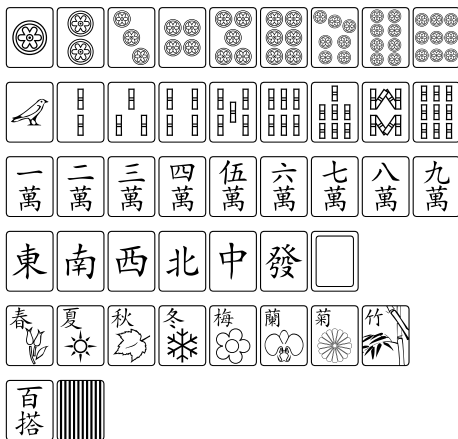 一萬 二萬 三萬 四萬 伍萬 六萬 七萬 八萬 九萬
東 南 西 北 中 發
春 夏 秋 冬 梅 蘭 菊 竹
百搭